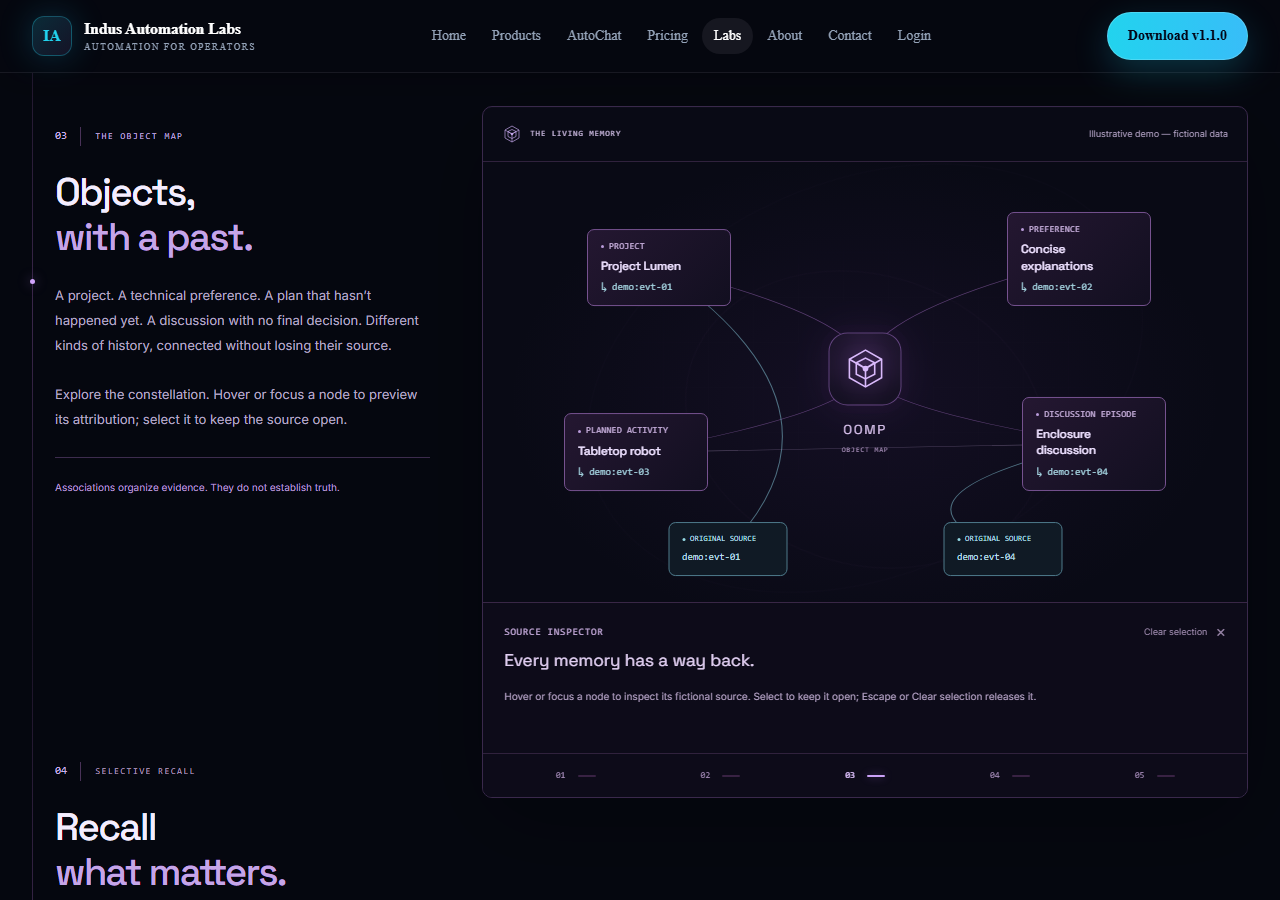 IA
Indus Automation Labs
AUTOMATION FOR OPERATORS
Home Products AutoChat Pricing Labs About Contact Login
Download v1.1.0
03 THE OBJECT MAP
Objects,
with a past.
A project. A technical preference. A plan that hasn’t
happened yet. A discussion with no final decision. Different
kinds of history, connected without losing their source.
Explore the constellation. Hover or focus a node to preview
its attribution; select it to keep the source open.
Associations organize evidence. They do not establish truth.
04 SELECTIVE RECALL
Recall
what matters.
THE LIVING MEMORY
Illustrative demo — fictional data
PROJECT
Project Lumen
↳ demo:evt-01
PREFERENCE
Concise
explanations
↳ demo:evt-02
OOMP
OBJECT MAP
PLANNED ACTIVITY
Tabletop robot
↳ demo:evt-03
DISCUSSION EPISODE
Enclosure
discussion
↳ demo:evt-04
ORIGINAL SOURCE
demo:evt-01
ORIGINAL SOURCE
demo:evt-04
SOURCE INSPECTOR
Clear selection ×
Every memory has a way back.
Hover or focus a node to inspect its fictional source. Select to keep it open; Escape or Clear selection releases it.
01 02 03 04 05